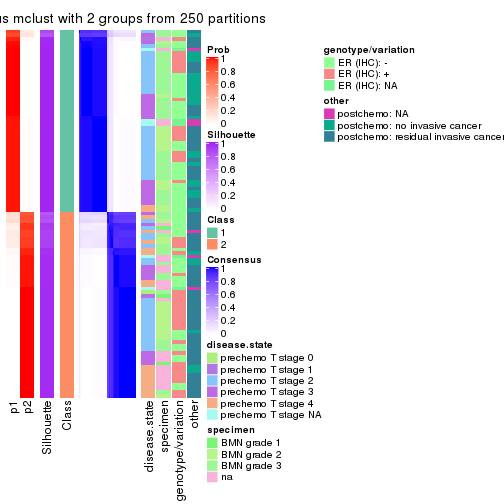 us mclust with 2 groups from 250 partitions
Prob
1
0.8
0.6
0.4
0.2
0
Silhouette
1
0.8
0.6
0.4
0.2
0
Class
1
2
Consensus
1
0.8
0.6
0.4
0.2
0
disease.state
prechemo T stage 0
prechemo T stage 1
prechemo T stage 2
prechemo T stage 3
prechemo T stage 4
prechemo T stage NA
specimen
BMN grade 1
BMN grade 2
BMN grade 3
na
genotype/variation
ER (IHC): -
ER (IHC): +
ER (IHC): NA
other
postchemo: NA
postchemo: no invasive cancer
postchemo: residual invasive cancer
p1
p2
Silhouette
Class
disease.state
specimen
genotype/variation
other